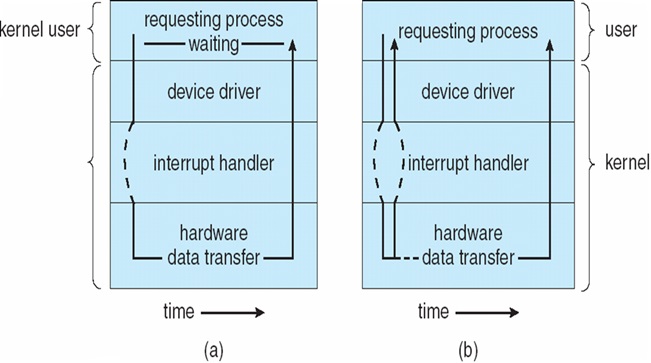 kernel user
requesting process
waiting
device driver
interrupt handler
hardware
data transfer
time
(a)
requesting process
user
device driver
interrupt handler
kernel
hardware
data transfer
time
(b)